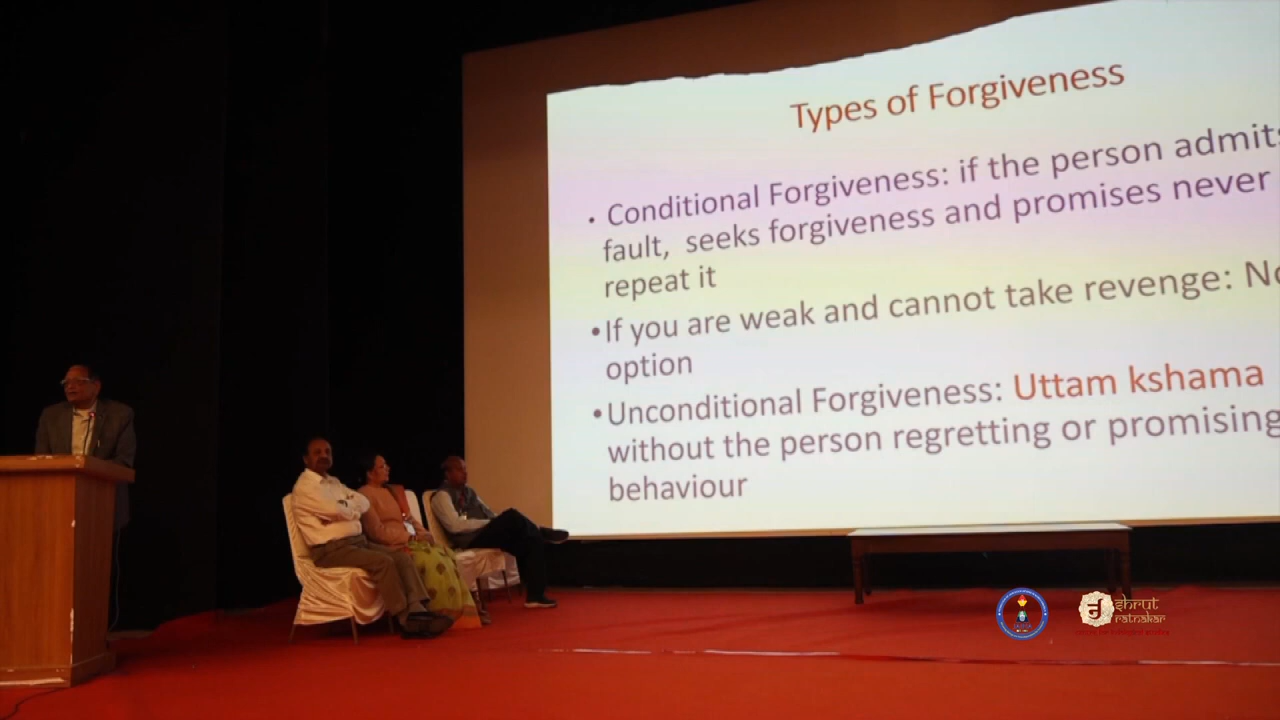 Types of Forgiveness
• Conditional Forgiveness: if the person admits
fault, seeks forgiveness and promises never
repeat it
•If you are weak and cannot take revenge: No
option
•Unconditional Forgiveness: Uttam kshama
without the person regretting or promising
behaviour
shrut
ratnakar